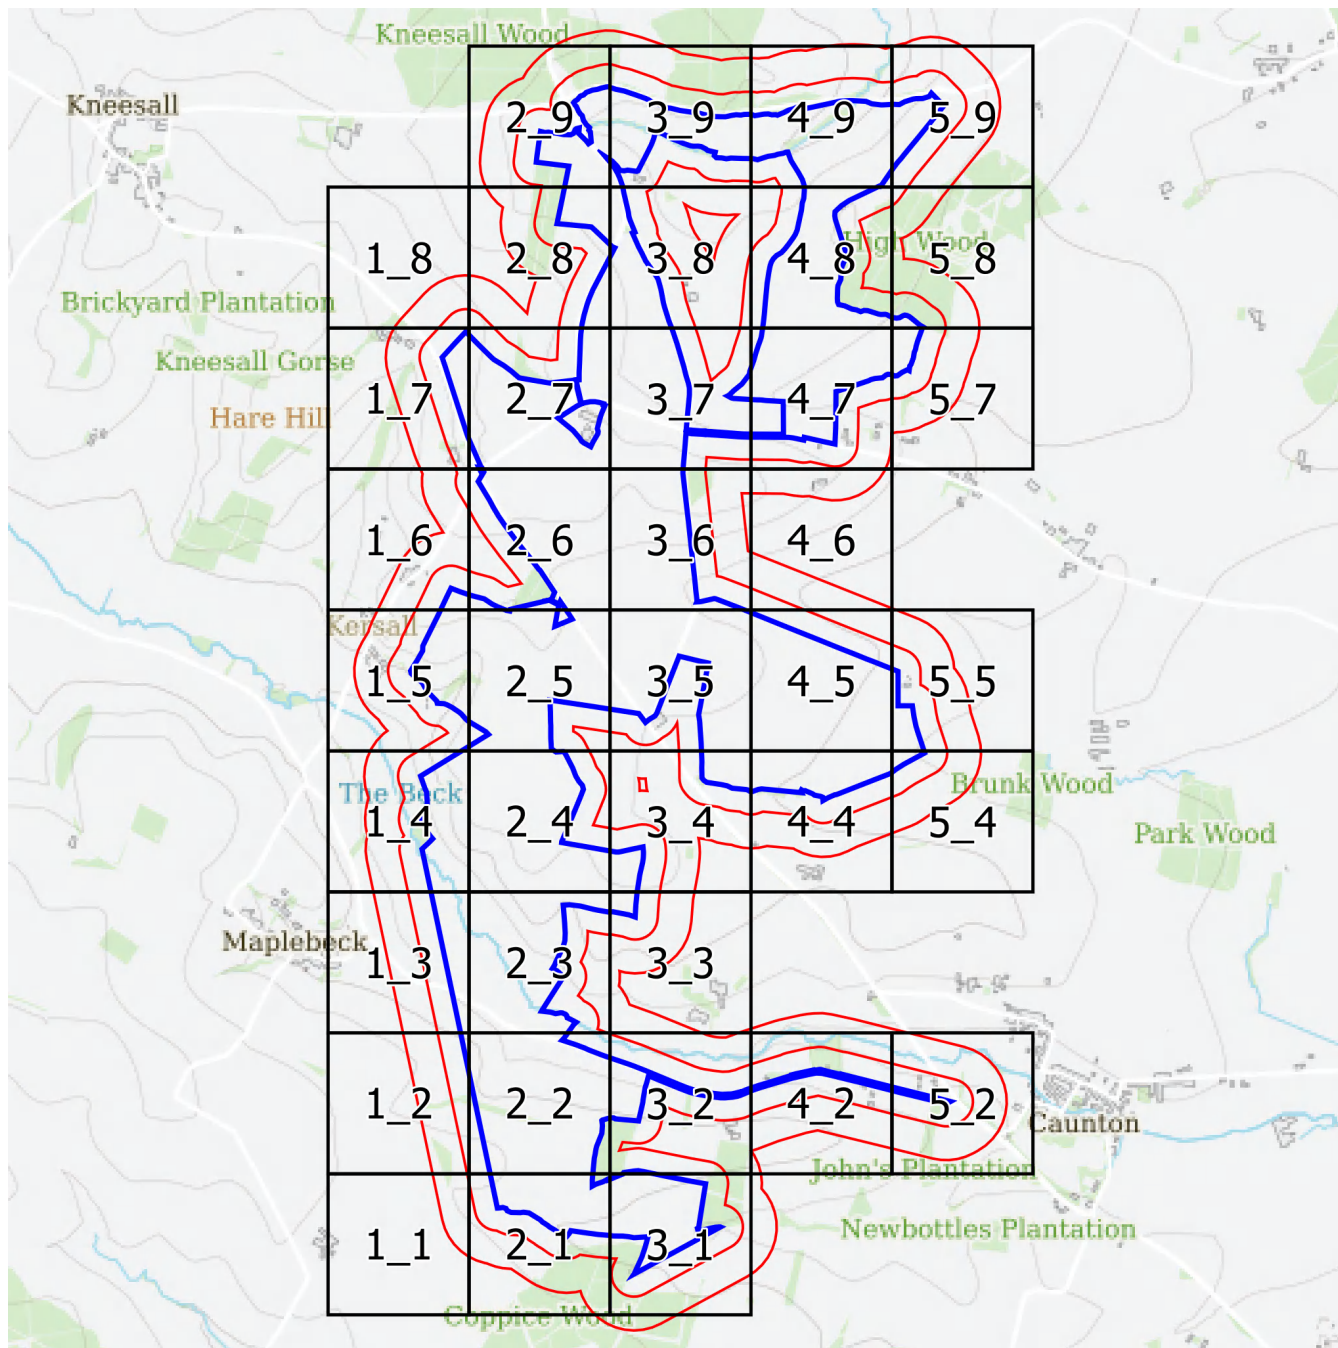 Kneesall Wood
Kneesall
2_9 3_9 4_9 5_9
High Wood
1_8 2_8 3_8 4_8 5_8
Brickyard Plantation
Kneesall Gorse
Hare Hill
1_7 2_7 3_7 4_7 5_7
1_6 2_6 3_6 4_6
Kersall
1_5 2_5 3_5 4_5 5_5
The Beck
Brunk Wood
1_4 2_4 3_4 4_4 5_4
Park Wood
Maplebeck
1_3 2_3 3_3
1_2 2_2 3_2 4_2 5_2
Caunton
John's Plantation
Newbottles Plantation
1_1 2_1 3_1
Coppice Wood